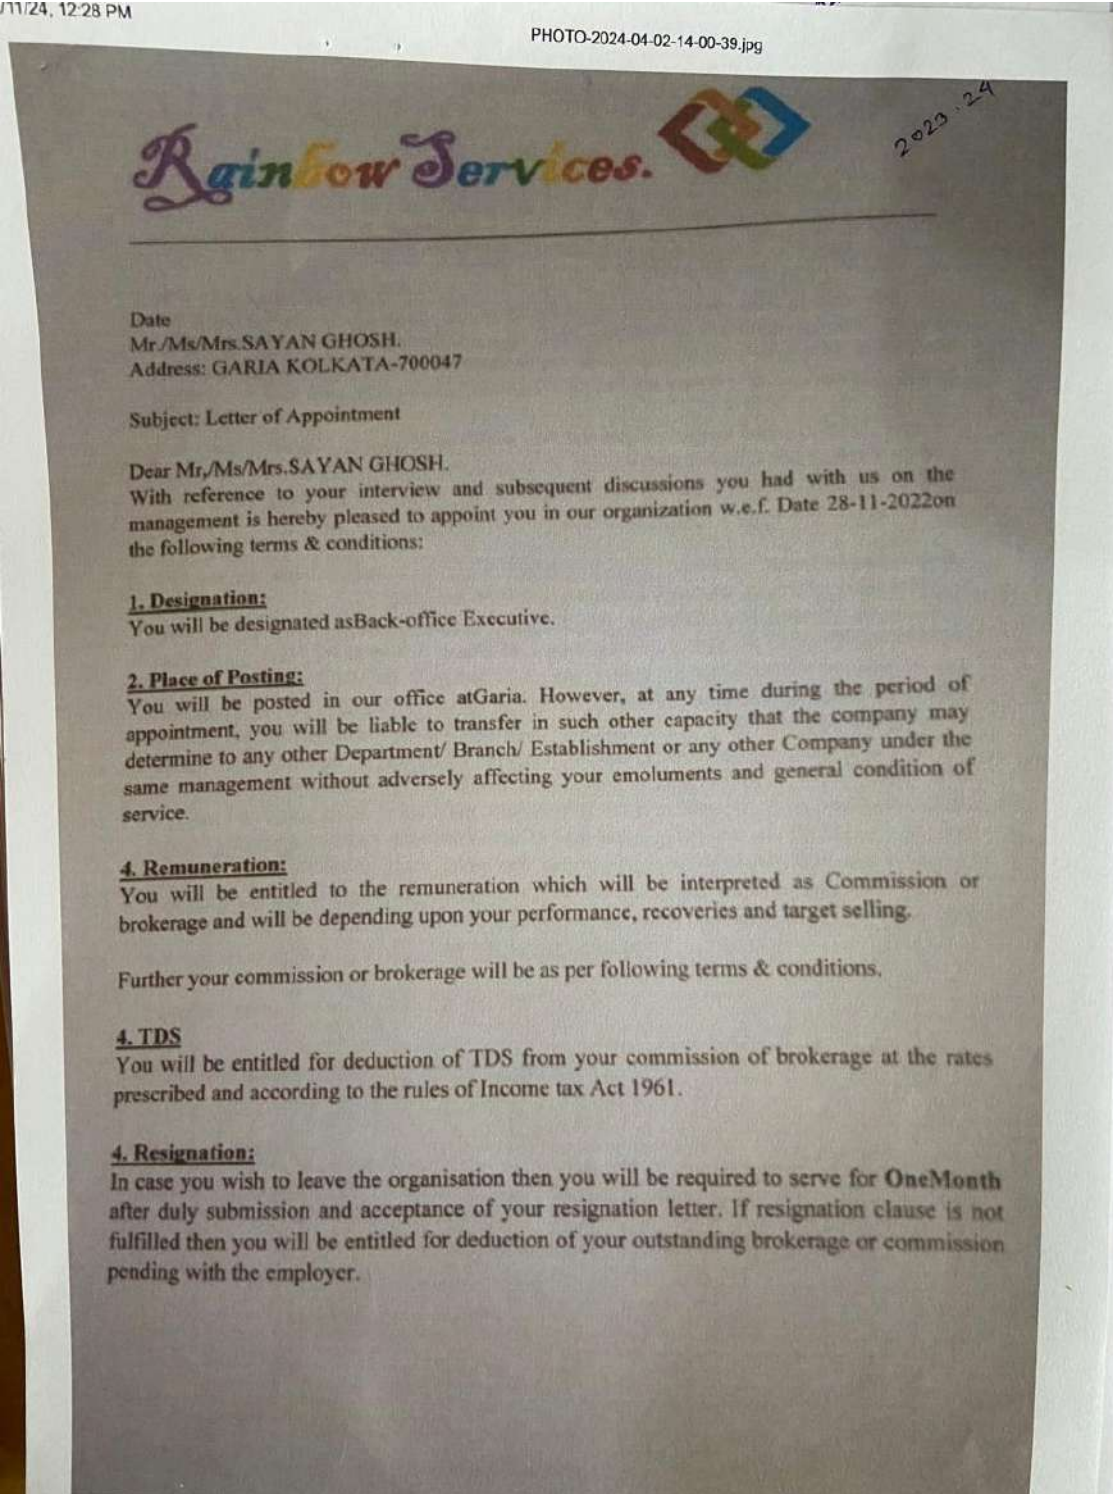 /11/24, 12:28 PM
PHOTO-2024-04-02-14-00-39.jpg
2023.24
Rainbow Services.
Date
Mr./Ms/Mrs.SAYAN GHOSH.
Address: GARIA KOLKATA-700047
Subject: Letter of Appointment
Dear Mr,/Ms/Mrs.SAYAN GHOSH.
With reference to your interview and subsequent discussions you had with us on the
management is hereby pleased to appoint you in our organization w.e.f. Date 28-11-2022on
the following terms & conditions:
1. Designation:
You will be designated asBack-office Executive.
2. Place of Posting:
You will be posted in our office atGaria. However, at any time during the period of
appointment, you will be liable to transfer in such other capacity that the company may
determine to any other Department/ Branch/ Establishment or any other Company under the
same management without adversely affecting your emoluments and general condition of
service.
4. Remuneration:
You will be entitled to the remuneration which will be interpreted as Commission or
brokerage and will be depending upon your performance, recoveries and target selling.
Further your commission or brokerage will be as per following terms & conditions.
4. TDS
You will be entitled for deduction of TDS from your commission of brokerage at the rates
prescribed and according to the rules of Income tax Act 1961.
4. Resignation:
In case you wish to leave the organisation then you will be required to serve for OneMonth
after duly submission and acceptance of your resignation letter. If resignation clause is not
fulfilled then you will be entitled for deduction of your outstanding brokerage or commission
pending with the employer.